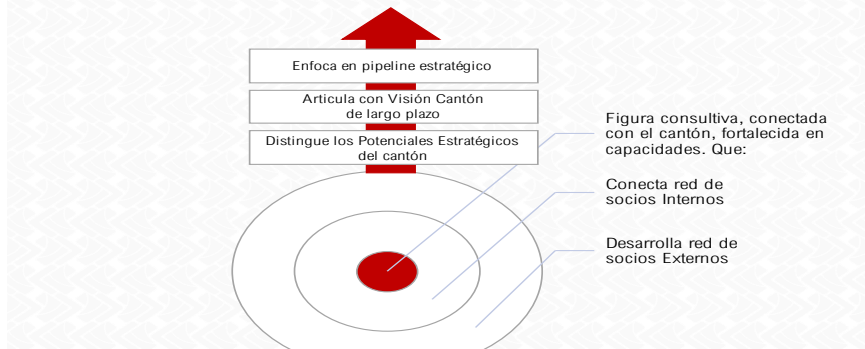 Enfoca en pipeline estratégico
Articula con Visión Cantón
de largo plazo
Distingue los Potenciales Estratégicos
del cantón
Figura consultiva, conectada
con el cantón, fortalecida en
capacidades. Que:
Conecta red de
socios Internos
Desarrolla red de
socios Externos